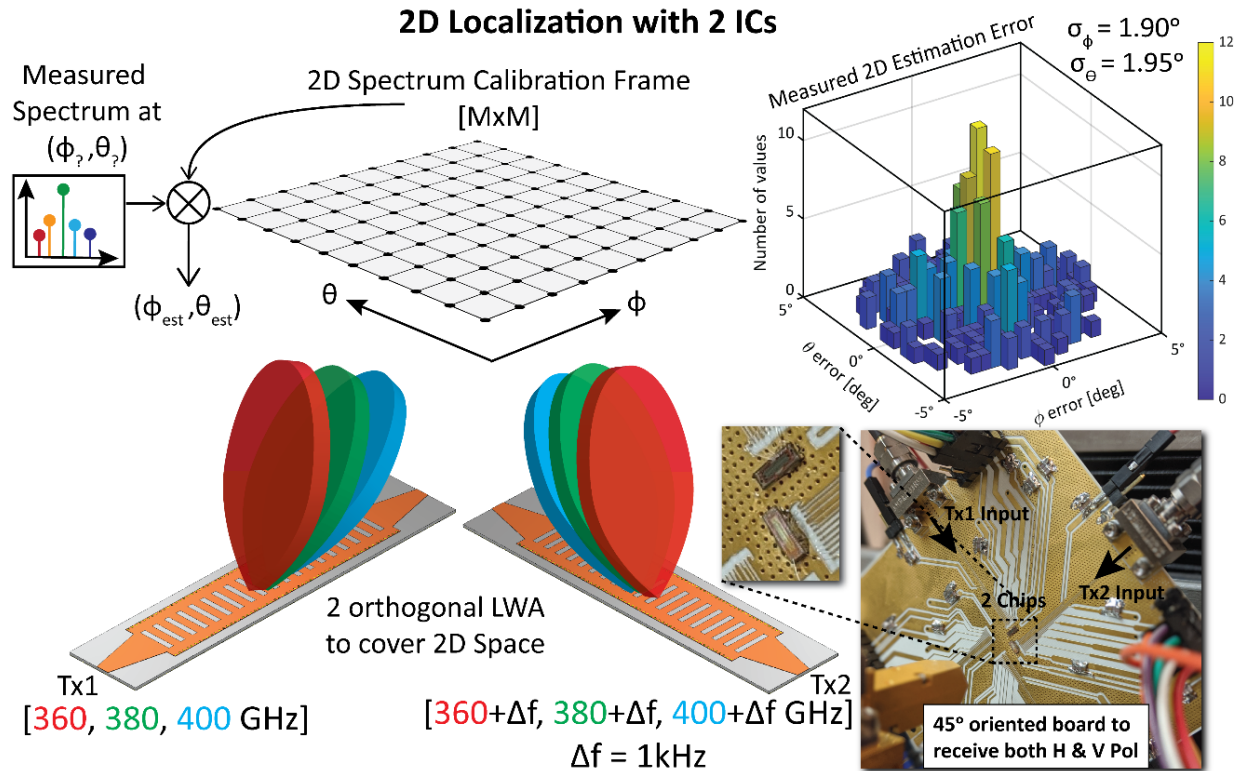 2D Localization with 2 ICs
Measured
Spectrum at
(ϕ?,θ?)
2D Spectrum Calibration Frame
[MxM]
(ϕest,θest)
θ
ϕ
Measured 2D Estimation Error
σϕ = 1.90º
σθ = 1.95º
Number of values
10
5
0
5°
0°
-5°
θ error [deg]
-5°
0°
5°
ϕ error [deg]
12
10
8
6
4
2
0
2 orthogonal LWA
to cover 2D Space
Tx1
[360, 380, 400 GHz]
Tx2
[360+Δf, 380+Δf, 400+Δf GHz]
Δf = 1kHz
Tx1 Input
Tx2 Input
2 Chips
45º oriented board to
receive both H & V Pol